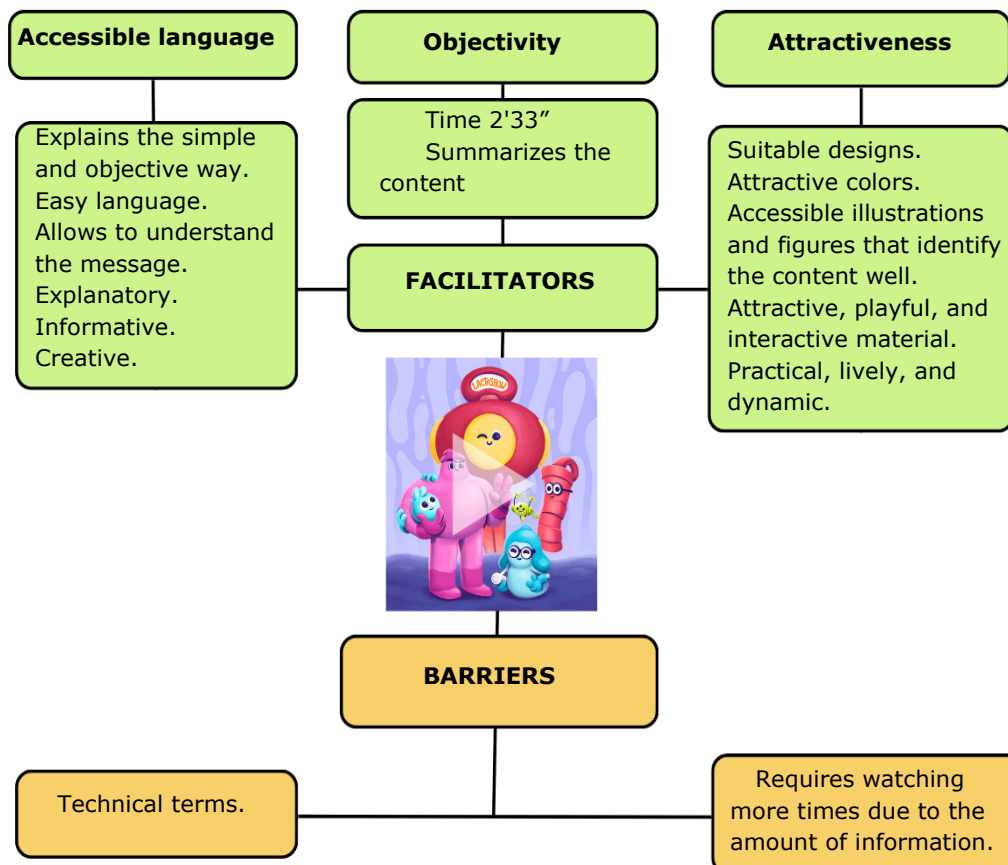 Accessible language
Objectivity
Attractiveness
Explains the simple
and objective way.
Easy language.
Allows to understand
the message.
Explanatory.
Informative.
Creative.
Time 2'33”
Summarizes the
content
Suitable designs.
Attractive colors.
Accessible illustrations
and figures that identify
the content well.
Attractive, playful, and
interactive material.
Practical, lively, and
dynamic.
FACILITATORS
LACTASHOW
BARRIERS
Technical terms.
Requires watching
more times due to the
amount of information.